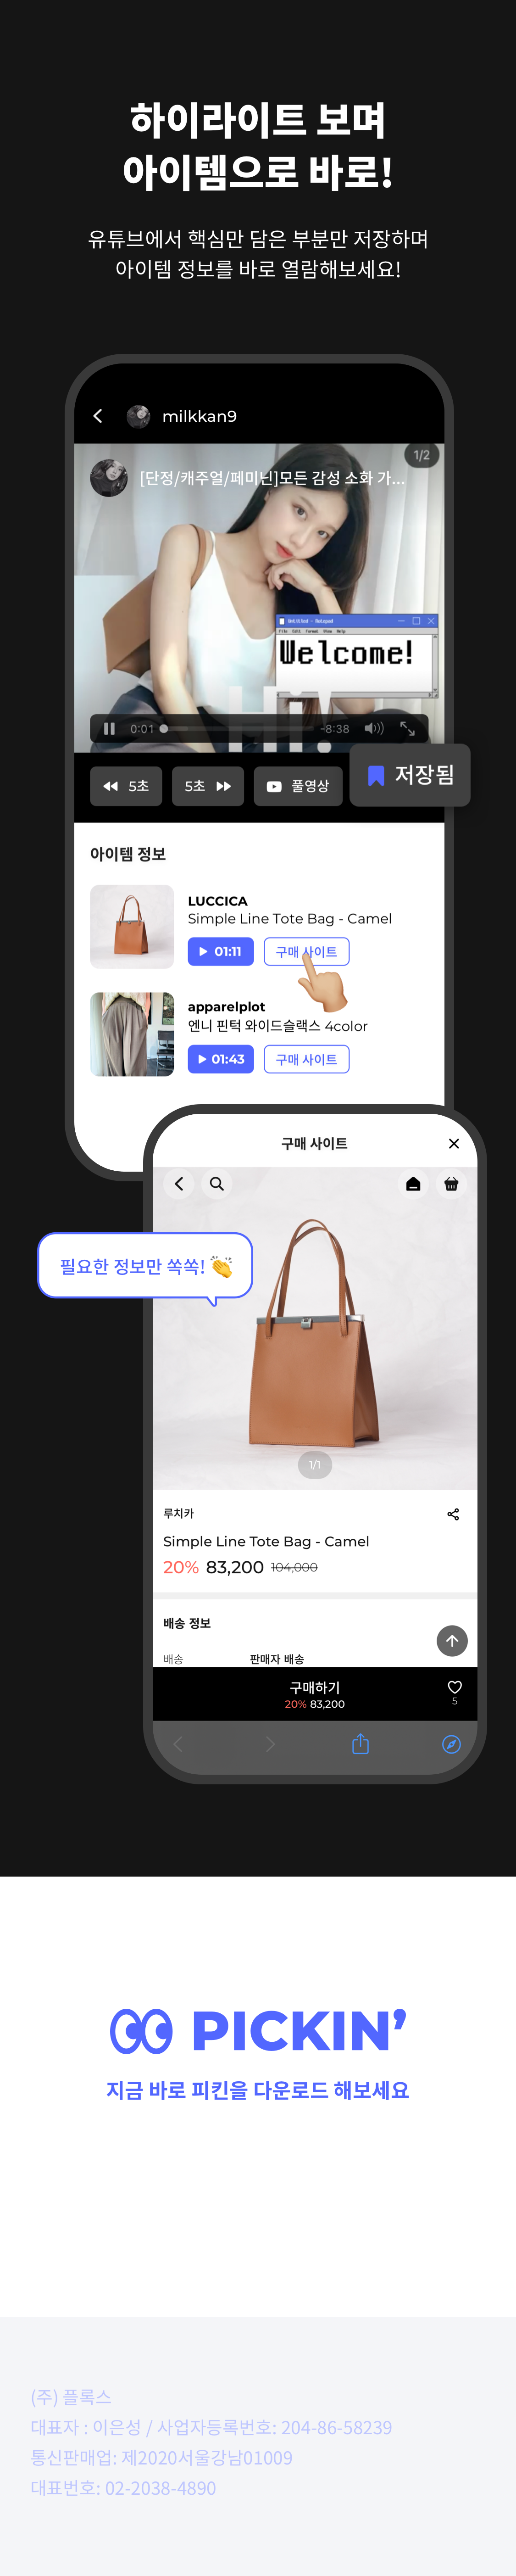 하이라이트 보며
아이템으로 바로!
유튜브에서 핵심만 담은 부분만 저장하며
아이템 정보를 바로 열람해보세요!
milkkan9
1/2
[단정/캐주얼/페미닌]모든 감성 소화 가...
Untitled - Notepad
File Edit Format View Help
Welcome!
Hi!
0:01
-8:38
5초
5초
풀영상
저장됨
아이템 정보
LUCCICA
Simple Line Tote Bag - Camel
01:11
구매 사이트
apparelplot
엔니 핀턱 와이드슬랙스 4color
01:43
구매 사이트
구매 사이트
필요한 정보만 쏙쏙! 👏
1/1
루치카
Simple Line Tote Bag - Camel
20% 83,200 104,000
배송 정보
배송 판매자 배송
구매하기
20% 83,200
5
PICKIN’
지금 바로 피킨을 다운로드 해보세요
(주) 플록스
대표자 : 이은성 / 사업자등록번호: 204-86-58239
통신판매업: 제2020서울강남01009
대표번호: 02-2038-4890